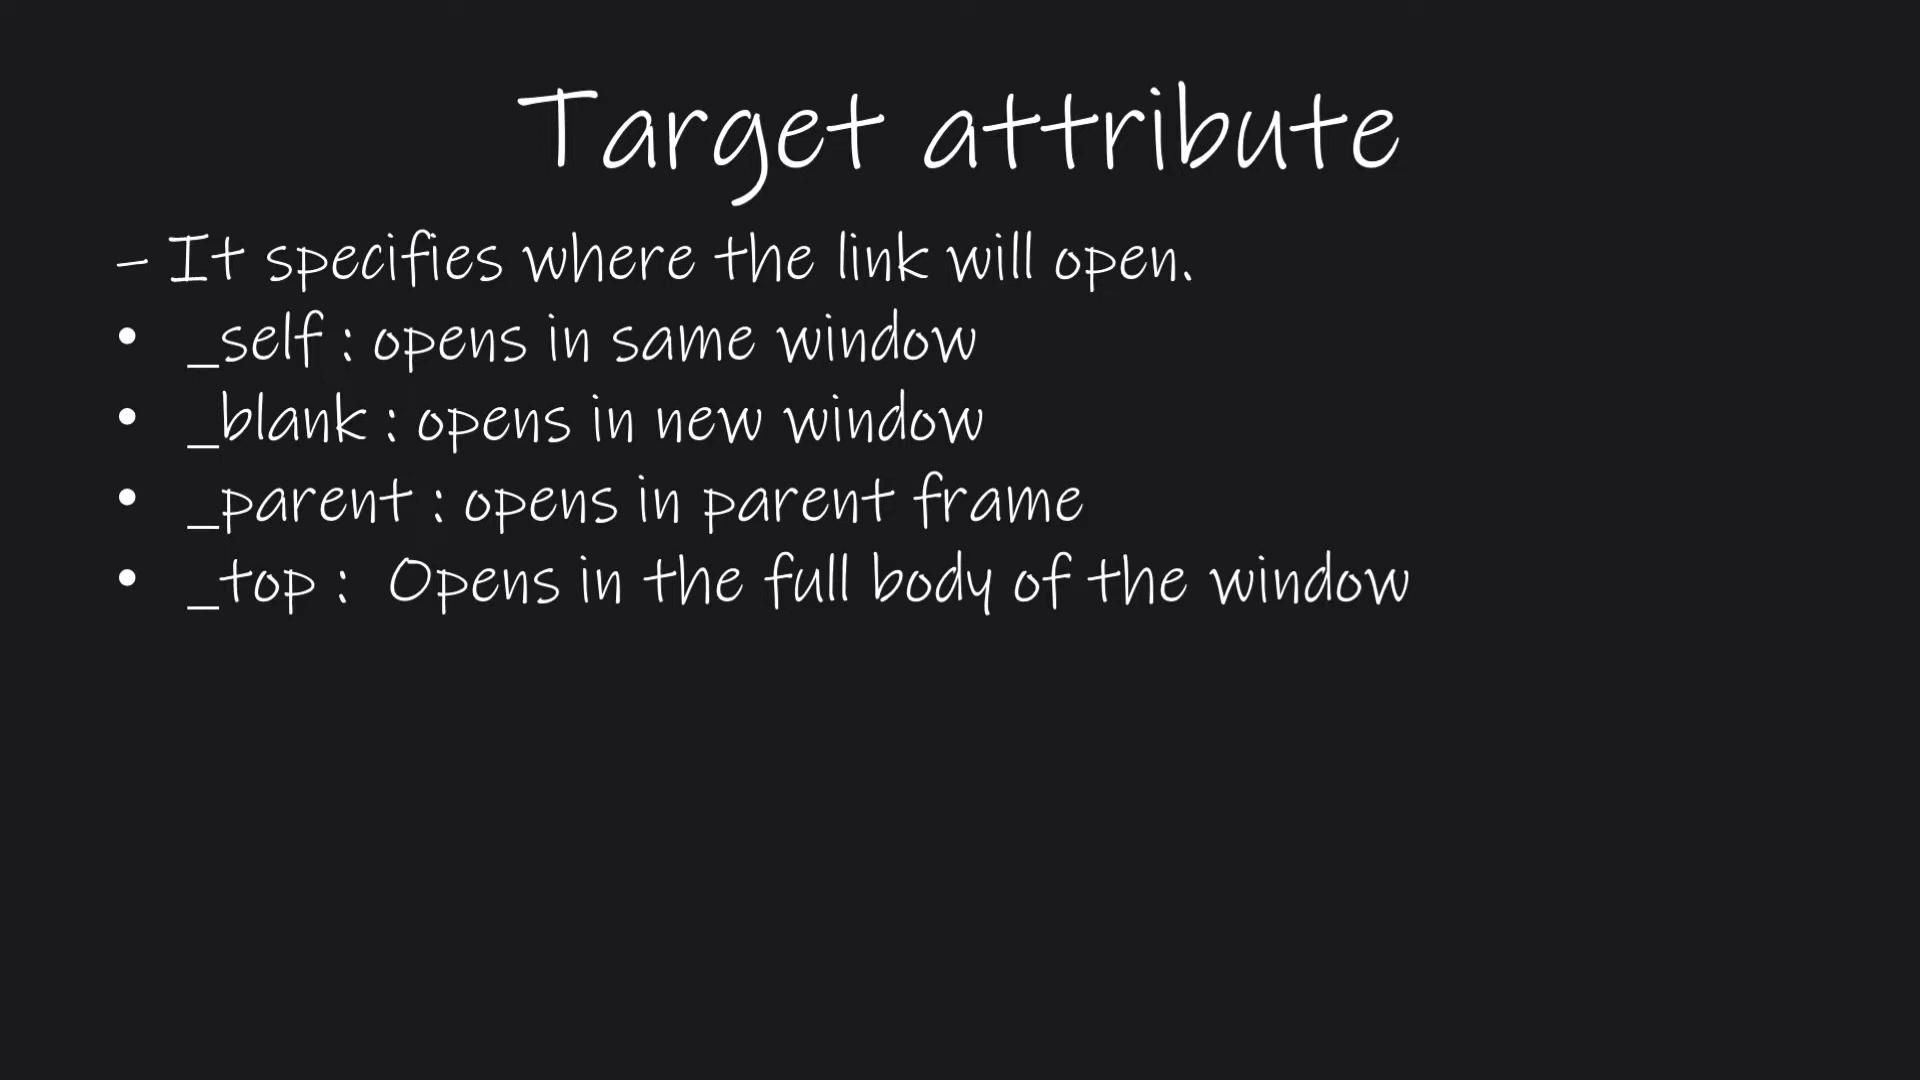 Target attribute
- It specifies where the link will open.
• _self : opens in same window
• _blank : opens in new window
• _parent : opens in parent frame
• _top :  Opens in the full body of the window